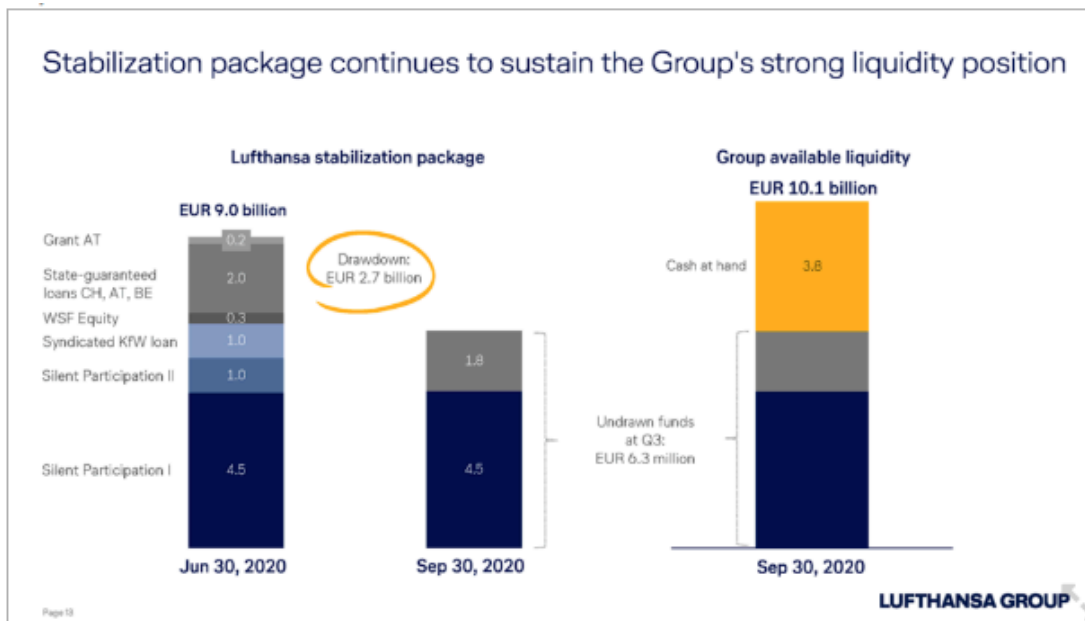 Stabilization package continues to sustain the Group's strong liquidity position
Lufthansa stabilization package
EUR 9.0 billion
Grant AT
0.2
State-guaranteed
loans CH, AT, BE
2.0
WSF Equity
0.3
Syndicated KfW loan
1.0
Silent Participation II
1.0
Silent Participation I
4.5
Jun 30, 2020
Drawdown:
EUR 2.7 billion
1.8
4.5
Sep 30, 2020
Undrawn funds
at Q3:
EUR 6.3 million
Group available liquidity
EUR 10.1 billion
Cash at hand
3.8
Sep 30, 2020
Page 13
LUFTHANSA GROUP